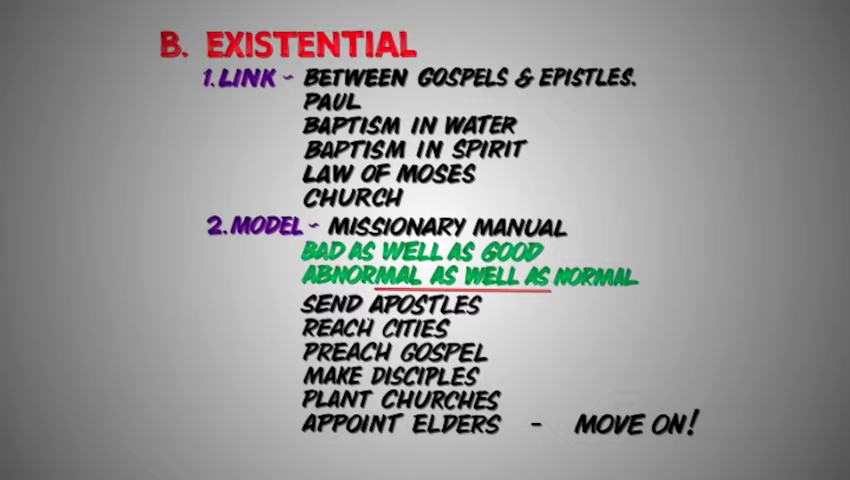 B. EXISTENTIAL
1. LINK ~ BETWEEN GOSPELS & EPISTLES.
PAUL
BAPTISM IN WATER
BAPTISM IN SPIRIT
LAW OF MOSES
CHURCH
2. MODEL ~ MISSIONARY MANUAL
BAD AS WELL AS GOOD
ABNORMAL AS WELL AS NORMAL
SEND APOSTLES
REACH CITIES
PREACH GOSPEL
MAKE DISCIPLES
PLANT CHURCHES
APPOINT ELDERS - MOVE ON!